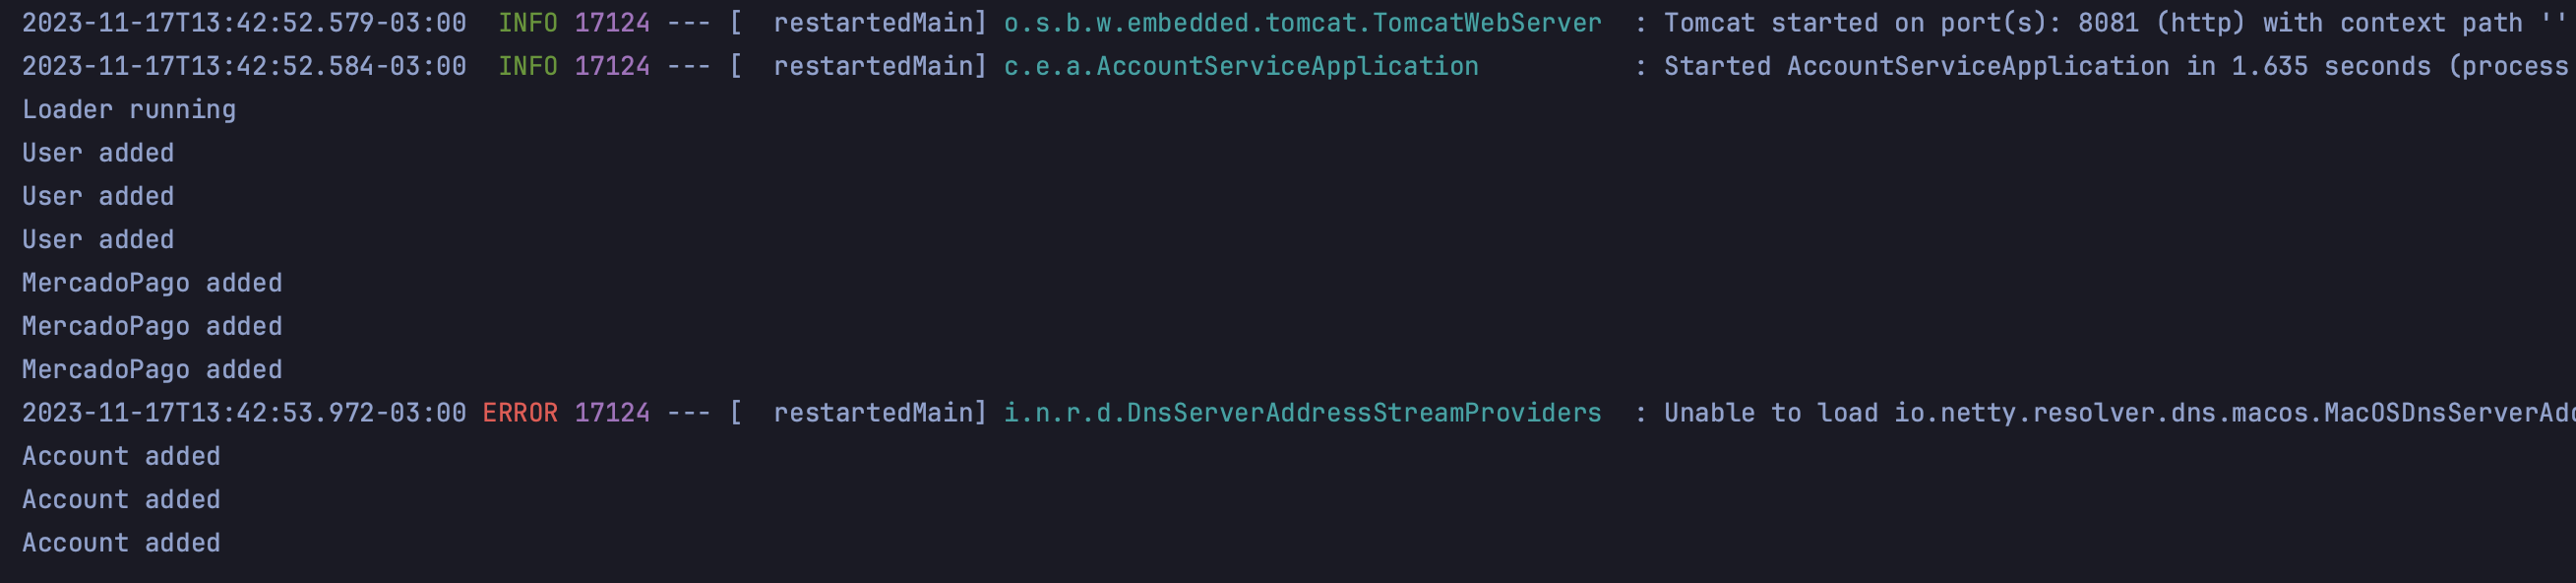 2023-11-17T13:42:52.579-03:00  INFO 17124 --- [  restartedMain] o.s.b.w.embedded.tomcat.TomcatWebServer  : Tomcat started on port(s): 8081 (http) with context path ''
2023-11-17T13:42:52.584-03:00  INFO 17124 --- [  restartedMain] c.e.a.AccountServiceApplication          : Started AccountServiceApplication in 1.635 seconds (process
Loader running
User added
User added
User added
MercadoPago added
MercadoPago added
MercadoPago added
2023-11-17T13:42:53.972-03:00 ERROR 17124 --- [  restartedMain] i.n.r.d.DnsServerAddressStreamProviders  : Unable to load io.netty.resolver.dns.macos.MacOSDnsServerAdd
Account added
Account added
Account added